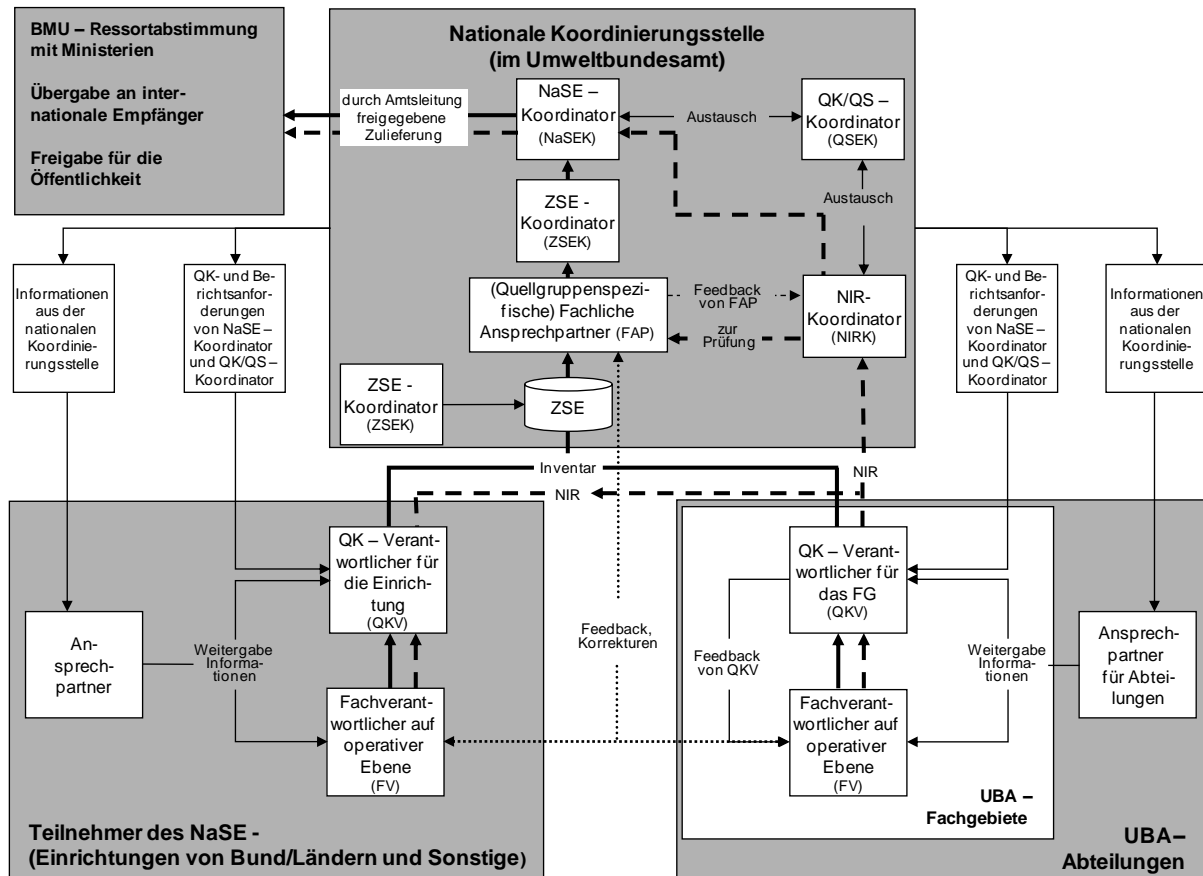 BMU – Ressortabstimmung
mit Ministerien
Übergabe an inter-
nationale Empfänger
Freigabe für die
Öffentlichkeit
Nationale Koordinierungsstelle
(im Umweltbundesamt)
durch Amtsleitung
freigegebene
Zulieferung
NaSE –
Koordinator
(NaSEK)
Austausch
QK/QS –
Koordinator
(QSEK)
ZSE -
Koordinator
(ZSEK)
Austausch
(Quellgruppenspezi-
fische) Fachliche
Ansprechpartner (FAP)
Feedback
von FAP
zur
Prüfung
NIR-
Koordinator
(NIRK)
ZSE -
Koordinator
(ZSEK)
ZSE
Informationen
aus der
nationalen
Koordinie-
rungsstelle
QK- und Be-
richtsanfor-
derungen
von NaSE –
Koordinator
und QK/QS –
Koordinator
QK- und Be-
richtsanfor-
derungen
von NaSE –
Koordinator
und QK/QS –
Koordinator
Informationen
aus der
nationalen
Koordinie-
rungsstelle
Inventar
NIR
NIR
QK – Verant-
wortlicher für
die Einrich-
tung
(QKV)
An-
sprech-
partner
Weitergabe
Informa-
tionen
Fachverant-
wortlicher auf
operativer
Ebene
(FV)
Teilnehmer des NaSE -
(Einrichtungen von Bund/Ländern und Sonstige)
Feedback,
Korrekturen
QK – Verant-
wortlicher für
das FG
(QKV)
Feedback
von QKV
Weitergabe
Informa-
tionen
Ansprech-
partner
für Abtei-
lungen
Fachverant-
wortlicher auf
operativer
Ebene
(FV)
UBA –
Fachgebiete
UBA–
Abteilungen